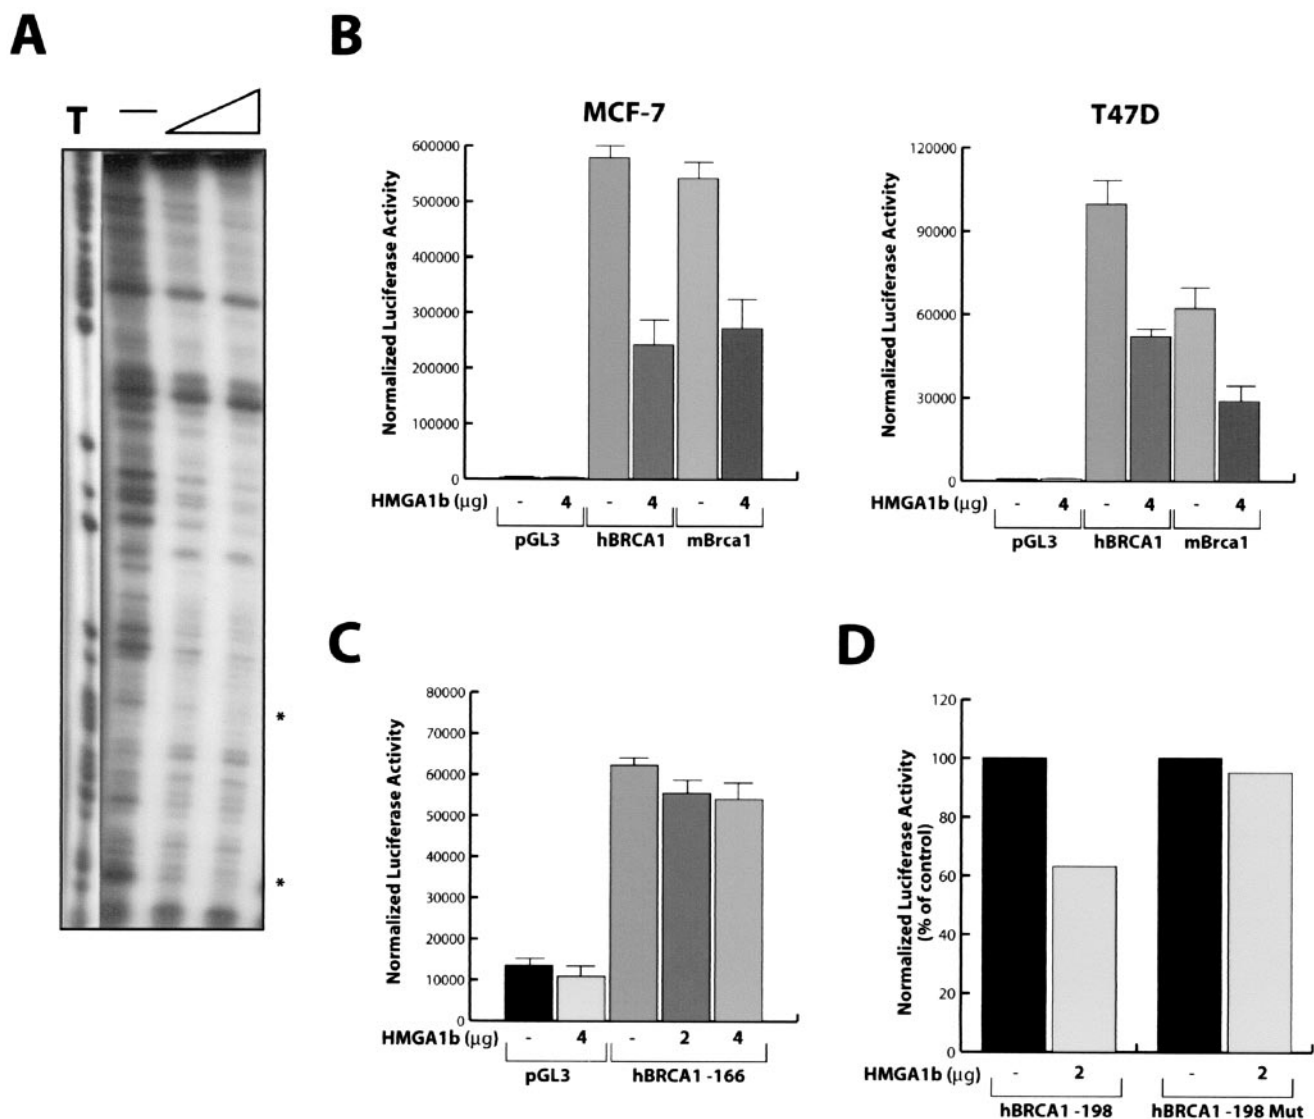 A
T
*
*
B
MCF-7
Normalized Luciferase Activity
600000
500000
400000
300000
200000
100000
0
HMGA1b (μg) - 4 - 4 - 4
pGL3 hBRCA1 mBrca1
T47D
Normalized Luciferase Activity
120000
90000
60000
30000
0
HMGA1b (μg) - 4 - 4 - 4
pGL3 hBRCA1 mBrca1
C
Normalized Luciferase Activity
80000
70000
60000
50000
40000
30000
20000
10000
0
HMGA1b (μg) - 4 - 2 4
pGL3 hBRCA1 -166
D
Normalized Luciferase Activity
(% of control)
120
100
80
60
40
20
0
HMGA1b (μg) - 2 - 2
hBRCA1 -198 hBRCA1 -198 Mut